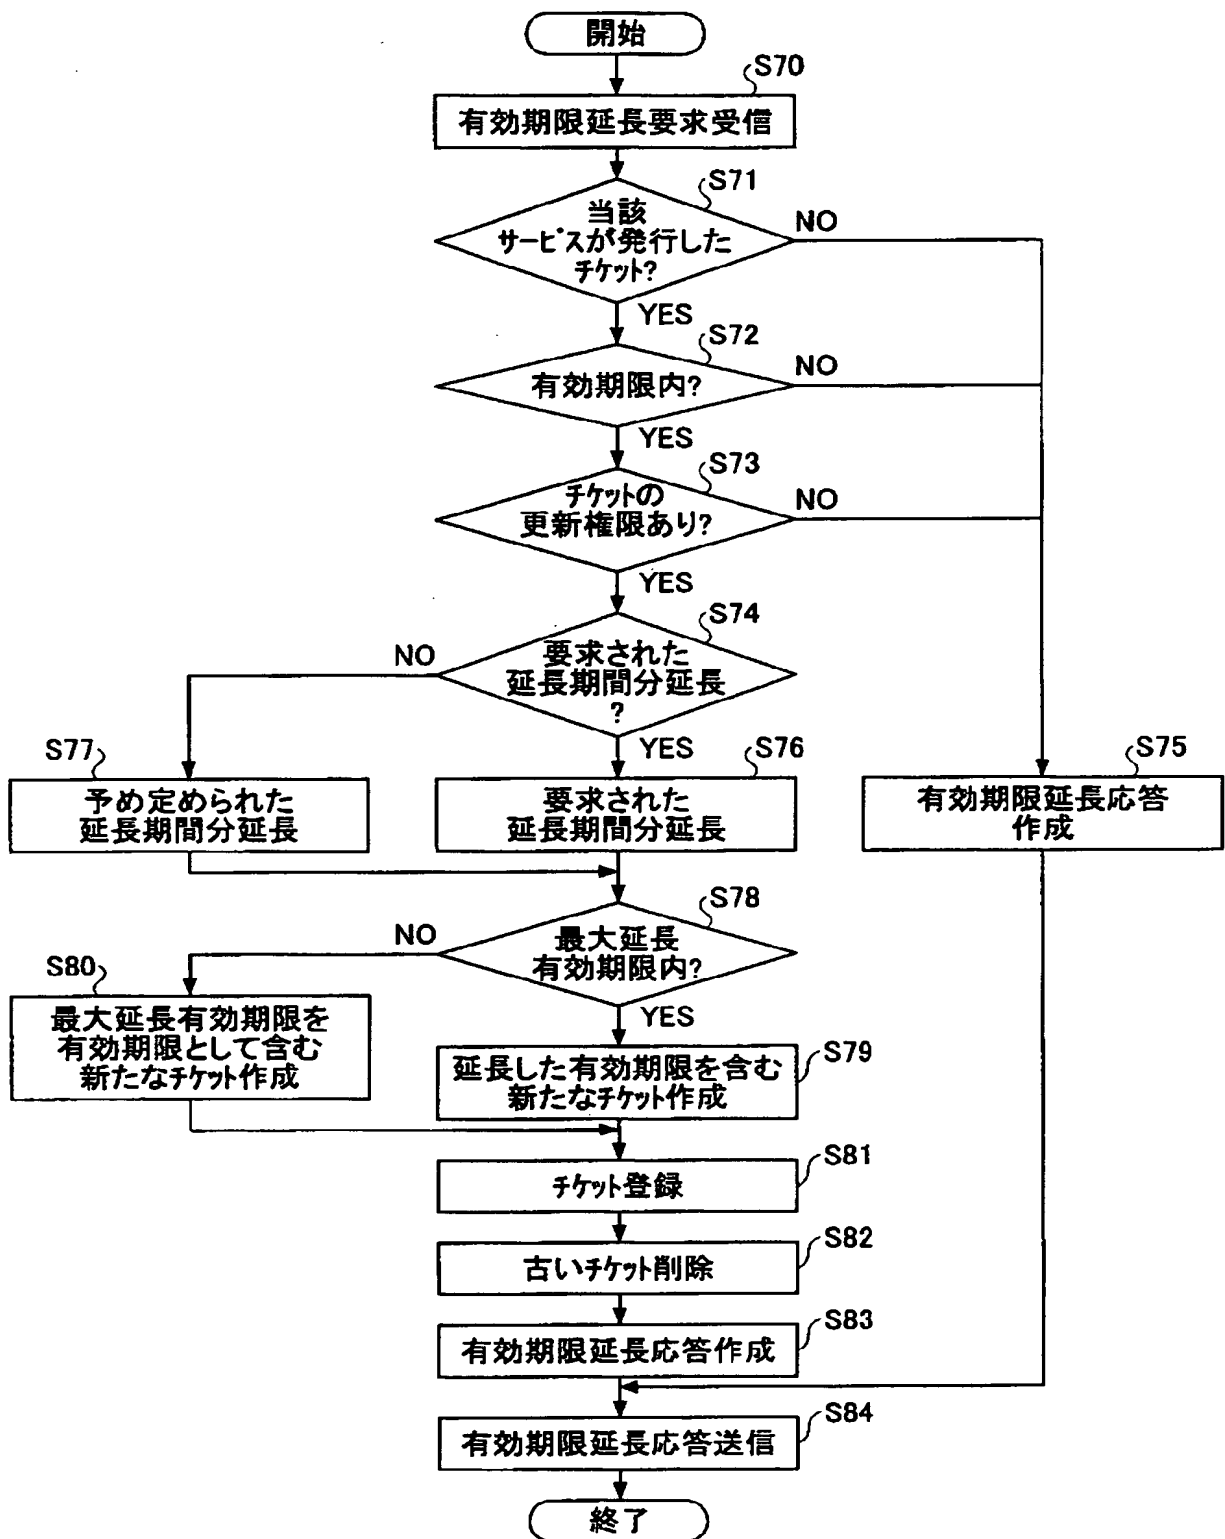 開始
S70
有効期限延長要求受信
S71
当該
サービスが発行した
チケット?
NO
YES
S72
有効期限内?
NO
YES
S73
チケットの
更新権限あり?
NO
YES
S74
要求された
延長期間分延長
?
NO
YES
S77
予め定められた
延長期間分延長
S76
要求された
延長期間分延長
S75
有効期限延長応答
作成
S78
最大延長
有効期限内?
NO
YES
S80
最大延長有効期限を
有効期限として含む
新たなチケット作成
S79
延長した有効期限を含む
新たなチケット作成
S81
チケット登録
S82
古いチケット削除
S83
有効期限延長応答作成
S84
有効期限延長応答送信
終了